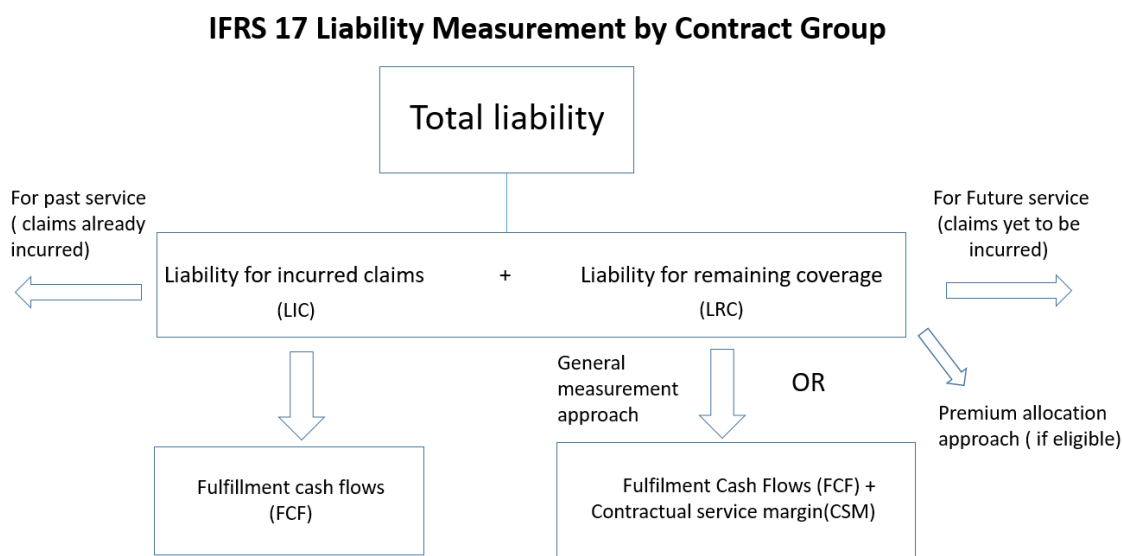 IFRS 17 Liability Measurement by Contract Group
Total liability
For past service
( claims already
incurred)
For Future service
(claims yet to be
incurred)
Liability for incurred claims + Liability for remaining coverage
(LIC) (LRC)
General
measurement
approach
OR
Premium allocation
approach ( if eligible)
Fulfillment cash flows
(FCF)
Fulfilment Cash Flows (FCF) +
Contractual service margin(CSM)